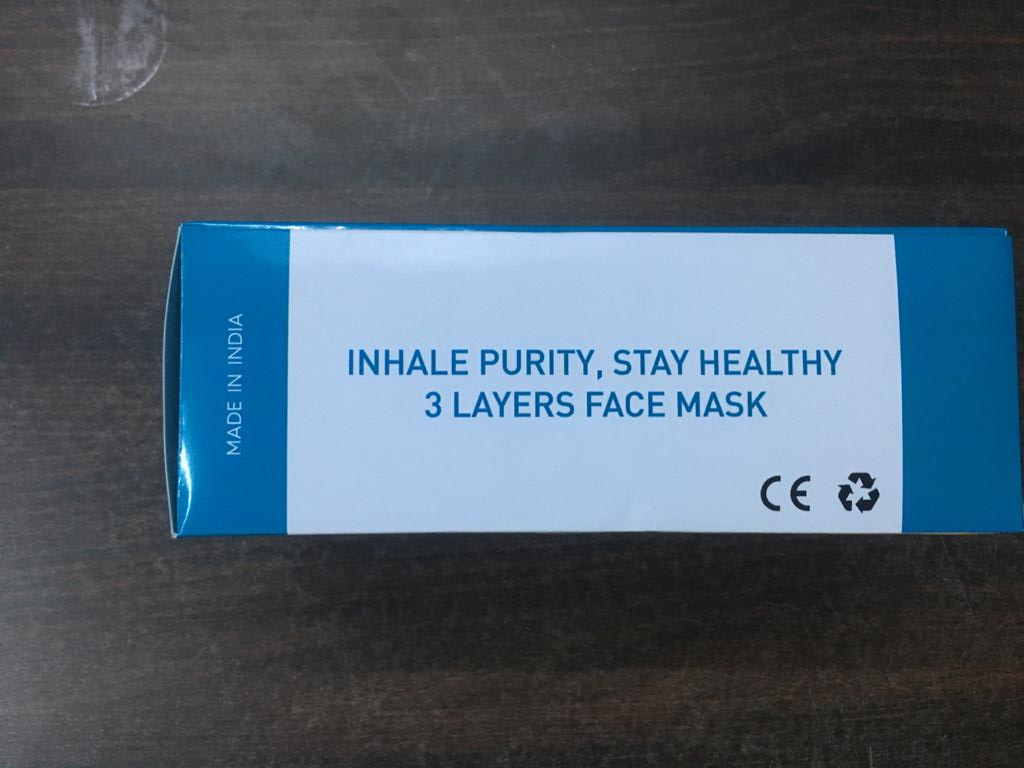 MADE IN INDIA
INHALE PURITY, STAY HEALTHY
3 LAYERS FACE MASK
CE